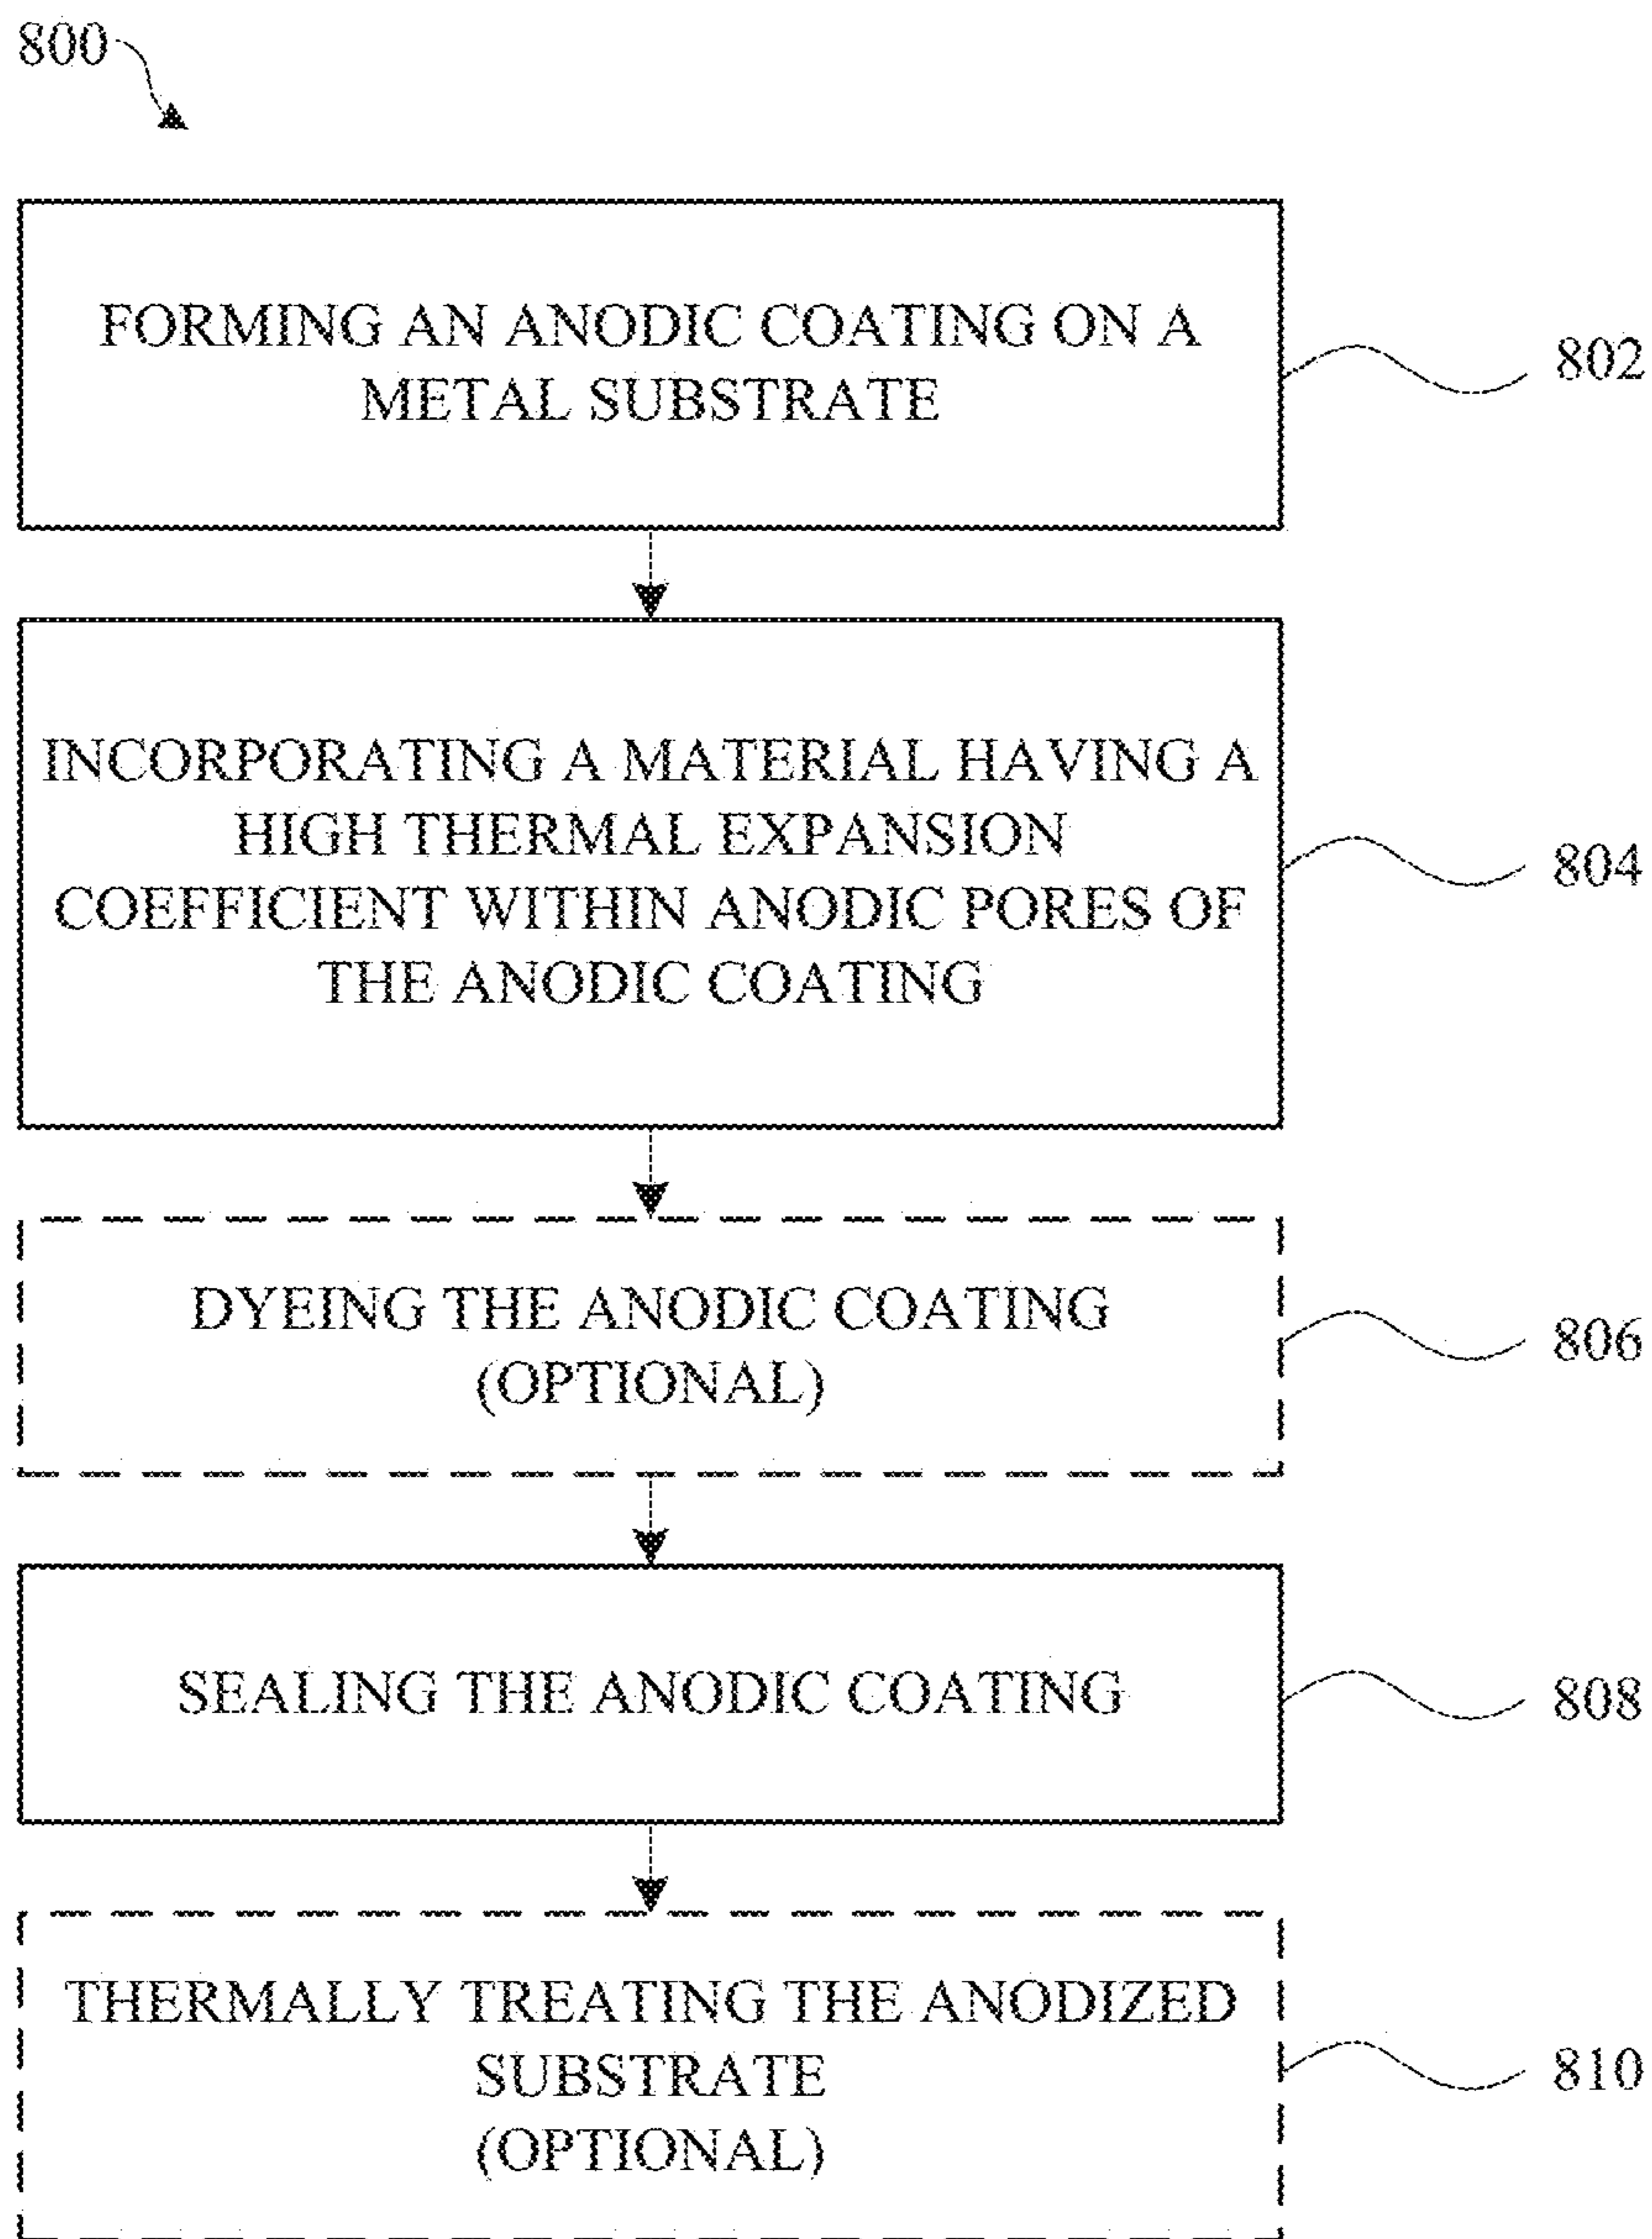 800
FORMING AN ANODIC COATING ON A
METAL SUBSTRATE
802
INCORPORATING A MATERIAL HAVING A
HIGH THERMAL EXPANSION
COEFFICIENT WITHIN ANODIC PORES OF
THE ANODIC COATING
804
DYEING THE ANODIC COATING
(OPTIONAL)
806
SEALING THE ANODIC COATING
808
THERMALLY TREATING THE ANODIZED
SUBSTRATE
(OPTIONAL)
810